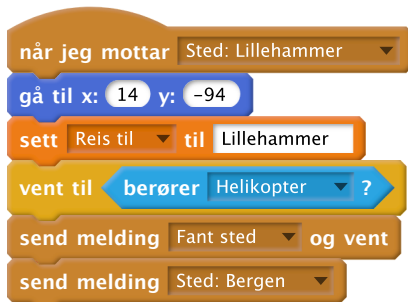 når jeg mottar Sted: Lillehammer
gå til x: 14 y: -94
sett Reis til til Lillehammer
vent til berører Helikopter ?
send melding Fant sted og vent
send melding Sted: Bergen